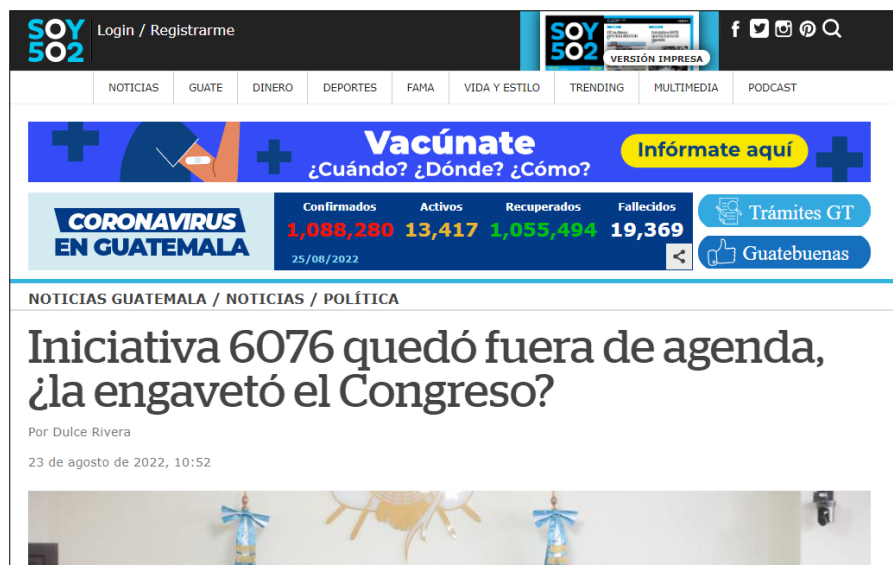 SOY
502
Login / Registrarme
SOY
502
VERSIÓN IMPRESA
NOTICIAS GUATE DINERO DEPORTES FAMA VIDA Y ESTILO TRENDING MULTIMEDIA PODCAST
Vacúnate
¿Cuándo? ¿Dónde? ¿Cómo?
Infórmate aquí
CORONAVIRUS
EN GUATEMALA
Confirmados Activos Recuperados Fallecidos
1,088,280 13,417 1,055,494 19,369
25/08/2022
Trámites GT
Guatebuenas
NOTICIAS GUATEMALA / NOTICIAS / POLÍTICA
Iniciativa 6076 quedó fuera de agenda,
¿la engavetó el Congreso?
Por Dulce Rivera
23 de agosto de 2022, 10:52